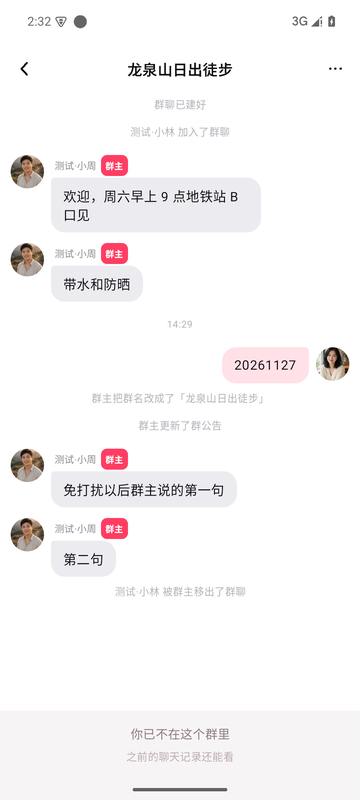 2:32
3G
龙泉山日出徒步
群聊已建好
测试·小林 加入了群聊
测试·小周 群主
欢迎，周六早上 9 点地铁站 B
口见
测试·小周 群主
带水和防晒
14:29
20261127
群主把群名改成了「龙泉山日出徒步」
群主更新了群公告
测试·小周 群主
免打扰以后群主说的第一句
测试·小周 群主
第二句
测试·小林 被群主移出了群聊
你已不在这个群里
之前的聊天记录还能看